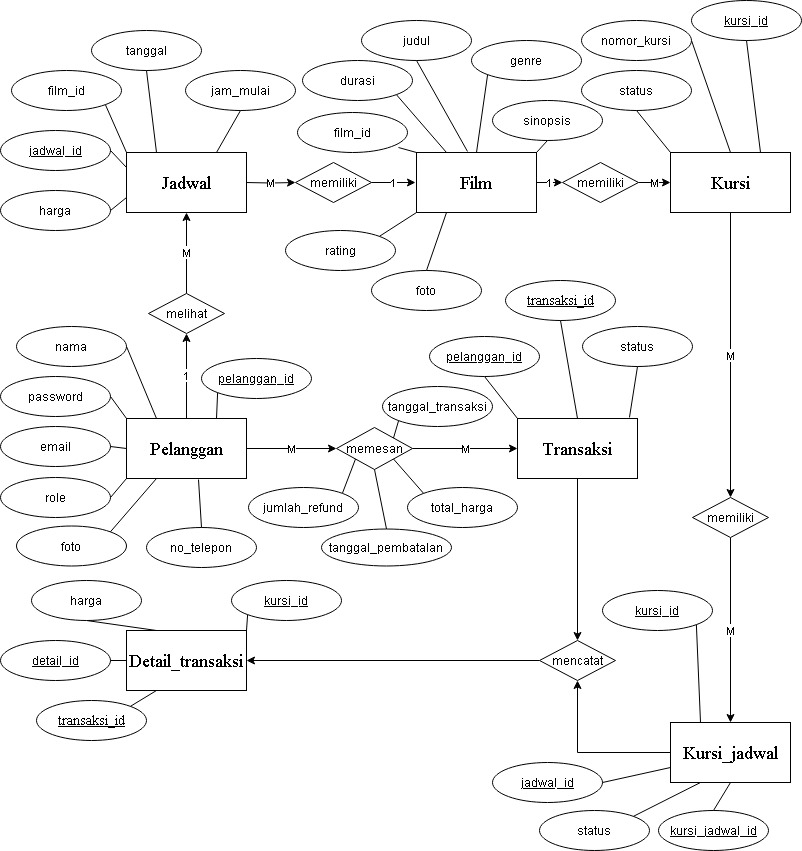 kursi_id
tanggal
judul
nomor_kursi
genre
film_id
jam_mulai
durasi
status
sinopsis
film_id
jadwal_id
Jadwal
M
memiliki
1
Film
1
memiliki
M
Kursi
harga
rating
M
foto
transaksi_id
melihat
nama
status
pelanggan_id
M
1
pelanggan_id
password
tanggal_transaksi
email
Pelanggan
M
memesan
M
Transaksi
role
jumlah_refund
total_harga
memiliki
foto
no_telepon
tanggal_pembatalan
harga
kursi_id
kursi_id
M
detail_id
Detail_transaksi
mencatat
transaksi_id
Kursi_jadwal
jadwal_id
status
kursi_jadwal_id